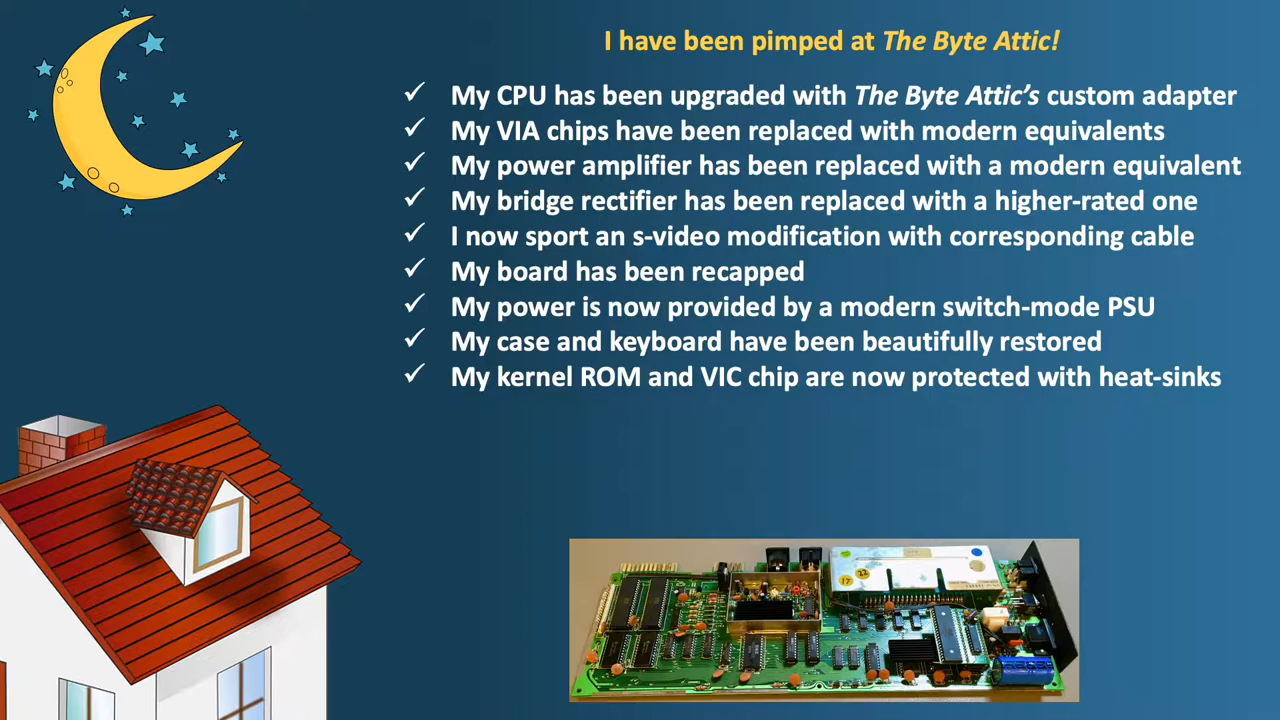 I have been pimped at The Byte Attic!
✓ My CPU has been upgraded with The Byte Attic’s custom adapter
✓ My VIA chips have been replaced with modern equivalents
✓ My power amplifier has been replaced with a modern equivalent
✓ My bridge rectifier has been replaced with a higher-rated one
✓ I now sport an s-video modification with corresponding cable
✓ My board has been recapped
✓ My power is now provided by a modern switch-mode PSU
✓ My case and keyboard have been beautifully restored
✓ My kernel ROM and VIC chip are now protected with heat-sinks
17
22